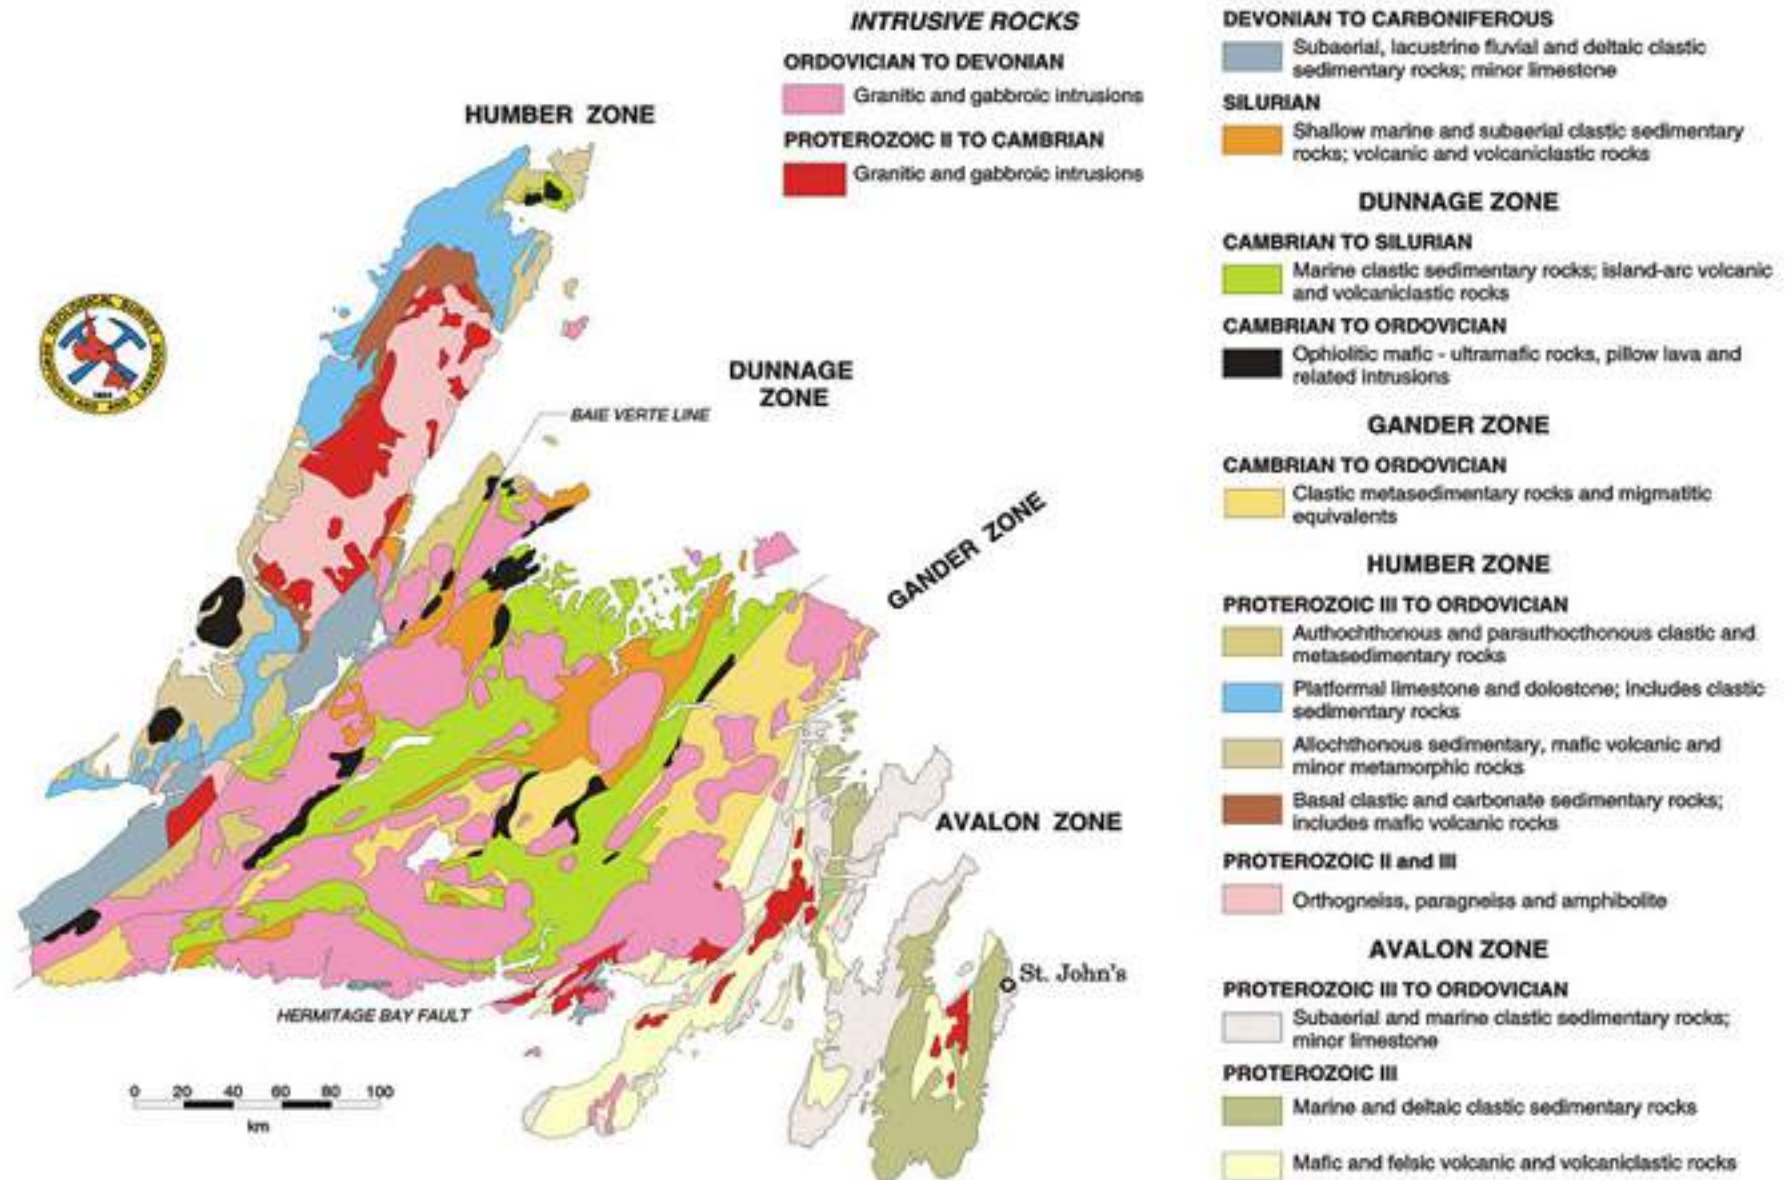 INTRUSIVE ROCKS
ORDOVICIAN TO DEVONIAN
Granitic and gabbroic intrusions
PROTEROZOIC II TO CAMBRIAN
Granitic and gabbroic intrusions
DEVONIAN TO CARBONIFEROUS
Subaerial, lacustrine fluvial and deltaic clastic
sedimentary rocks; minor limestone
SILURIAN
Shallow marine and subaerial clastic sedimentary
rocks; volcanic and volcaniclastic rocks
DUNNAGE ZONE
CAMBRIAN TO SILURIAN
Marine clastic sedimentary rocks; island-arc volcanic
and volcaniclastic rocks
CAMBRIAN TO ORDOVICIAN
Ophiolitic mafic - ultramafic rocks, pillow lava and
related intrusions
GANDER ZONE
CAMBRIAN TO ORDOVICIAN
Clastic metasedimentary rocks and migmatitic
equivalents
HUMBER ZONE
PROTEROZOIC III TO ORDOVICIAN
Authochthonous and parauthocthonous clastic and
metasedimentary rocks
Platformal limestone and dolostone; includes clastic
sedimentary rocks
Allochthonous sedimentary, mafic volcanic and
minor metamorphic rocks
Basal clastic and carbonate sedimentary rocks;
includes mafic volcanic rocks
PROTEROZOIC II and III
Orthogneiss, paragneiss and amphibolite
AVALON ZONE
PROTEROZOIC III TO ORDOVICIAN
Subaerial and marine clastic sedimentary rocks;
minor limestone
PROTEROZOIC III
Marine and deltaic clastic sedimentary rocks
Mafic and felsic volcanic and volcaniclastic rocks
HUMBER ZONE
DUNNAGE
ZONE
BAIE VERTE LINE
GANDER ZONE
AVALON ZONE
St. John's
HERMITAGE BAY FAULT
0 20 40 60 80 100
km
GEOLOGICAL SURVEY
NEWFOUNDLAND AND LABRADOR